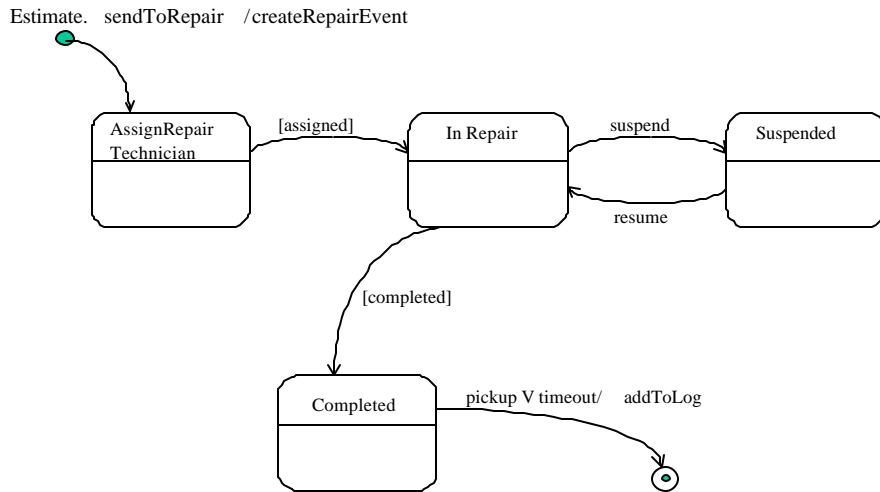 Estimate. sendToRepair /createRepairEvent
AssignRepair
Technician
[assigned]
In Repair
suspend
Suspended
resume
[completed]
Completed
pickup V timeout/ addToLog